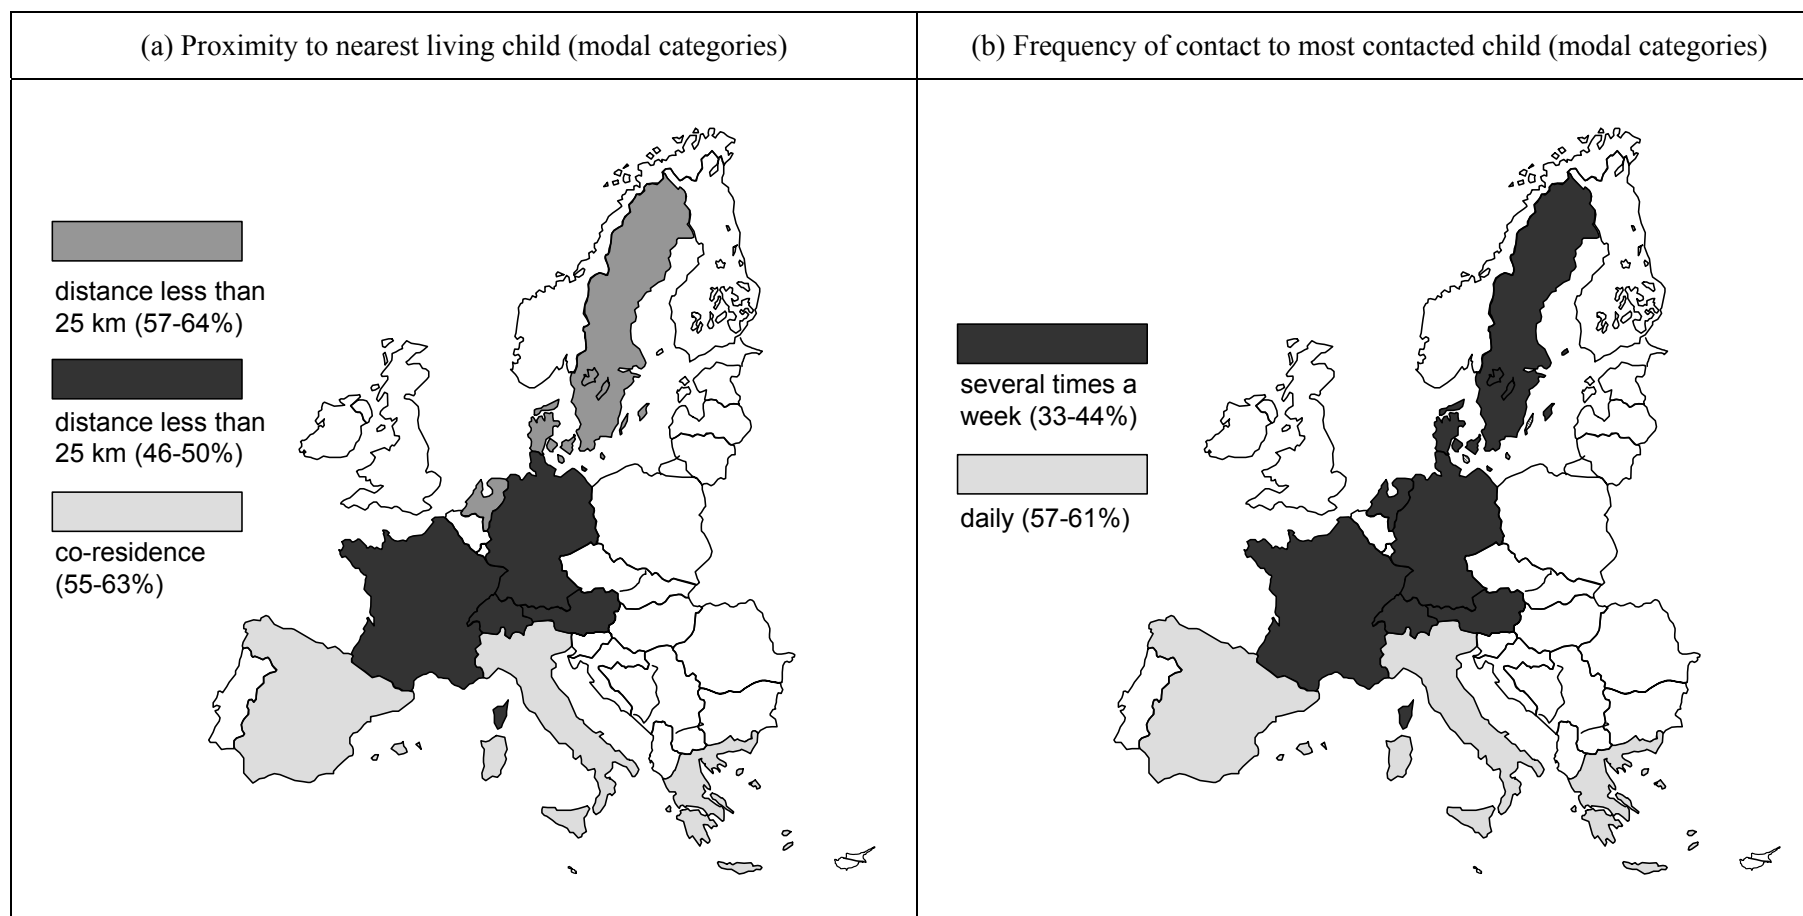 (a) Proximity to nearest living child (modal categories)
(b) Frequency of contact to most contacted child (modal categories)
distance less than
25 km (57-64%)
distance less than
25 km (46-50%)
co-residence
(55-63%)
several times a
week (33-44%)
daily (57-61%)